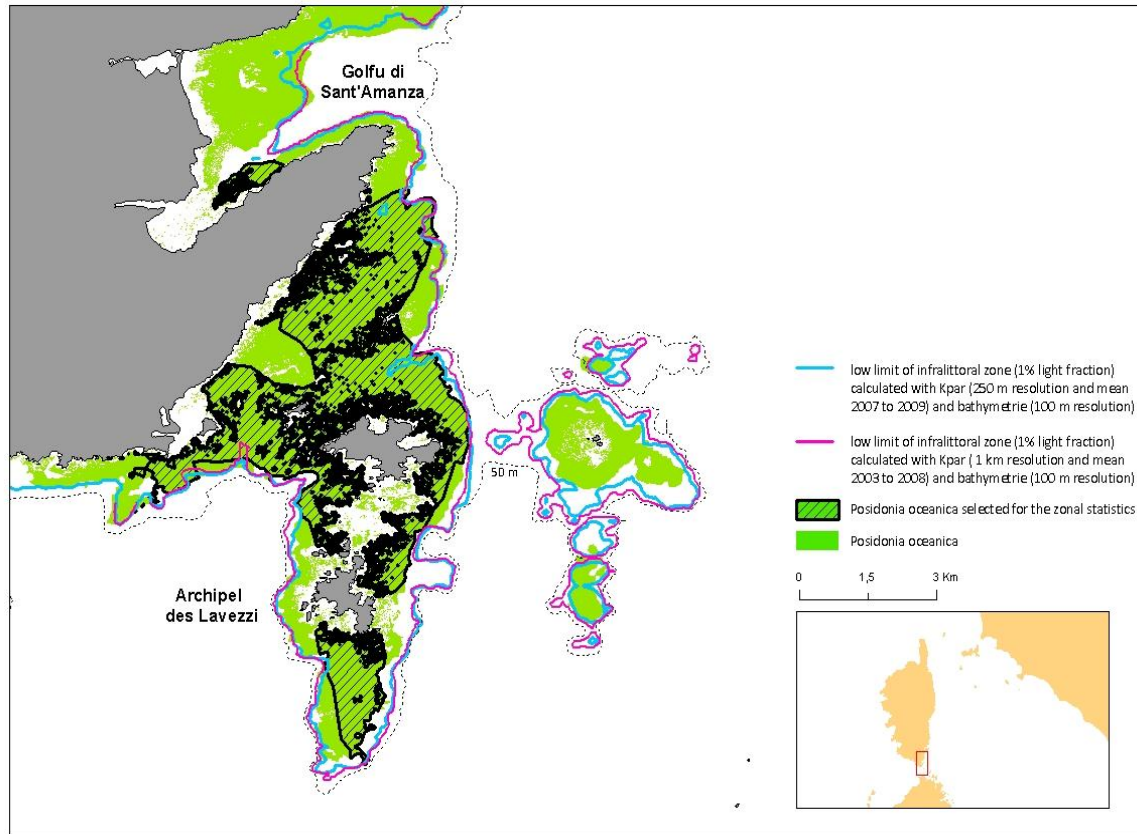 Golfu di
Sant'Amanza
50 m
Archipel
des Lavezzi
low limit of infralittoral zone (1% light fraction)
calculated with Kpar (250 m resolution and mean
2007 to 2009) and bathymetrie (100 m resolution)
low limit of infralittoral zone (1% light fraction)
calculated with Kpar ( 1 km resolution and mean
2003 to 2008) and bathymetrie (100 m resolution)
Posidonia oceanica selected for the zonal statistics
Posidonia oceanica
0 1,5 3 Km